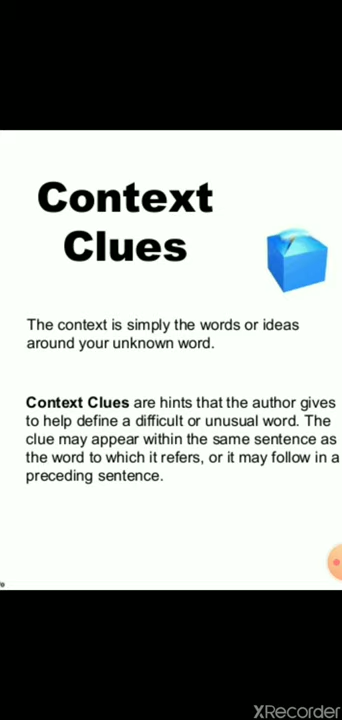 Context
Clues
The context is simply the words or ideas
around your unknown word.
Context Clues are hints that the author gives
to help define a difficult or unusual word. The
clue may appear within the same sentence as
the word to which it refers, or it may follow in a
preceding sentence.
XRecorder